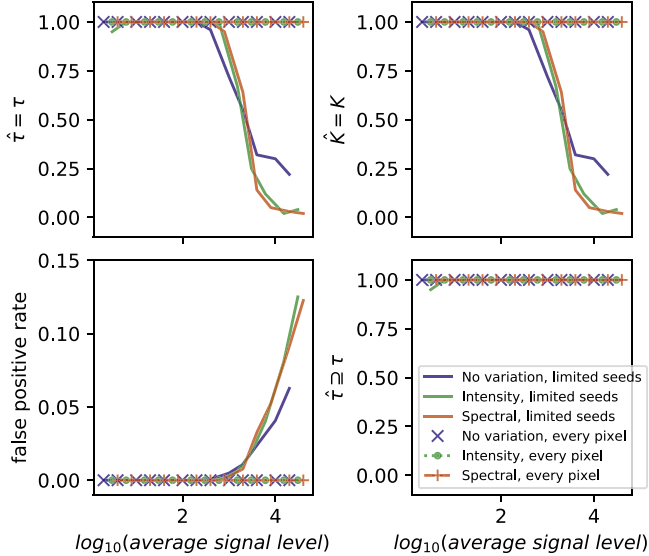 1.00
0.75
0.50
0.25
0.00
τ̂ = τ
1.00
0.75
0.50
0.25
0.00
K̂ = K
0.15
0.10
0.05
0.00
false positive rate
2
4
log₁₀(average signal level)
1.00
0.75
0.50
0.25
0.00
τ̂ ⊇ τ
No variation, limited seeds
Intensity, limited seeds
Spectral, limited seeds
No variation, every pixel
Intensity, every pixel
Spectral, every pixel
2
4
log₁₀(average signal level)